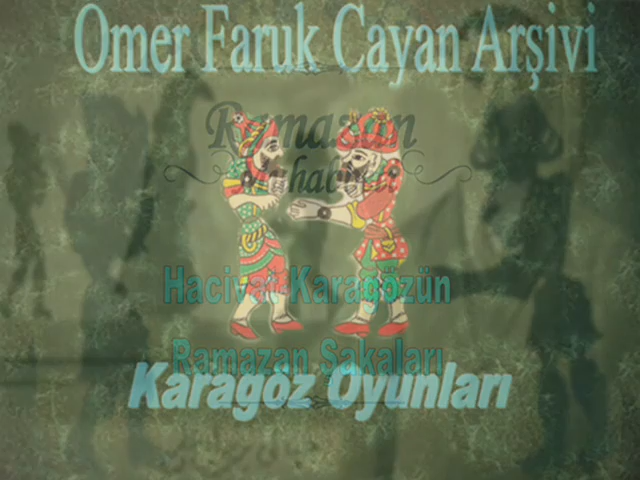 Omer Faruk Cayan Arşivi
Ramazan
Hacivat-Karagözün
Ramazan Şakaları
Karagöz Oyunları